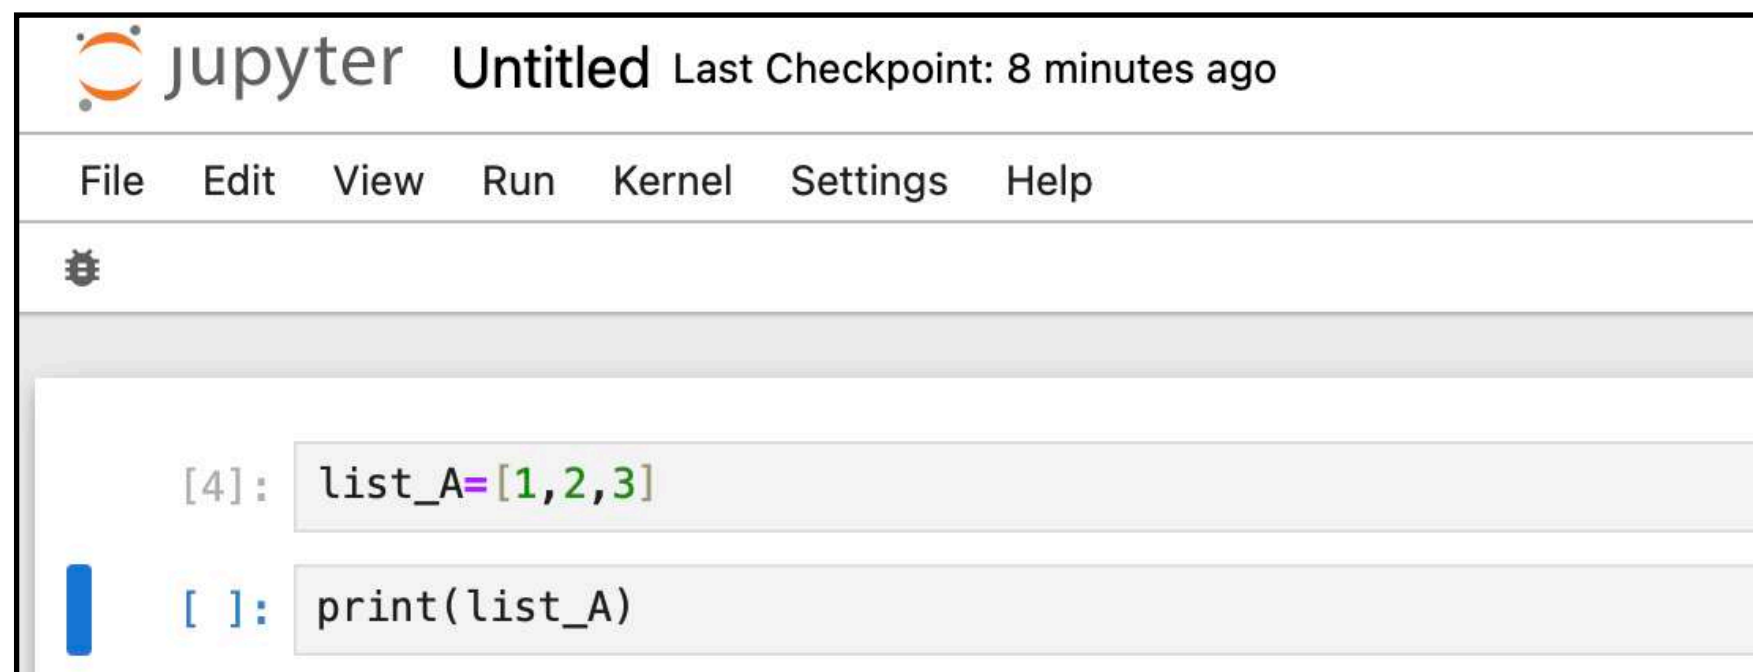 jupyter Untitled Last Checkpoint: 8 minutes ago
File Edit View Run Kernel Settings Help
[4]: list_A=[1,2,3]
[ ]: print(list_A)